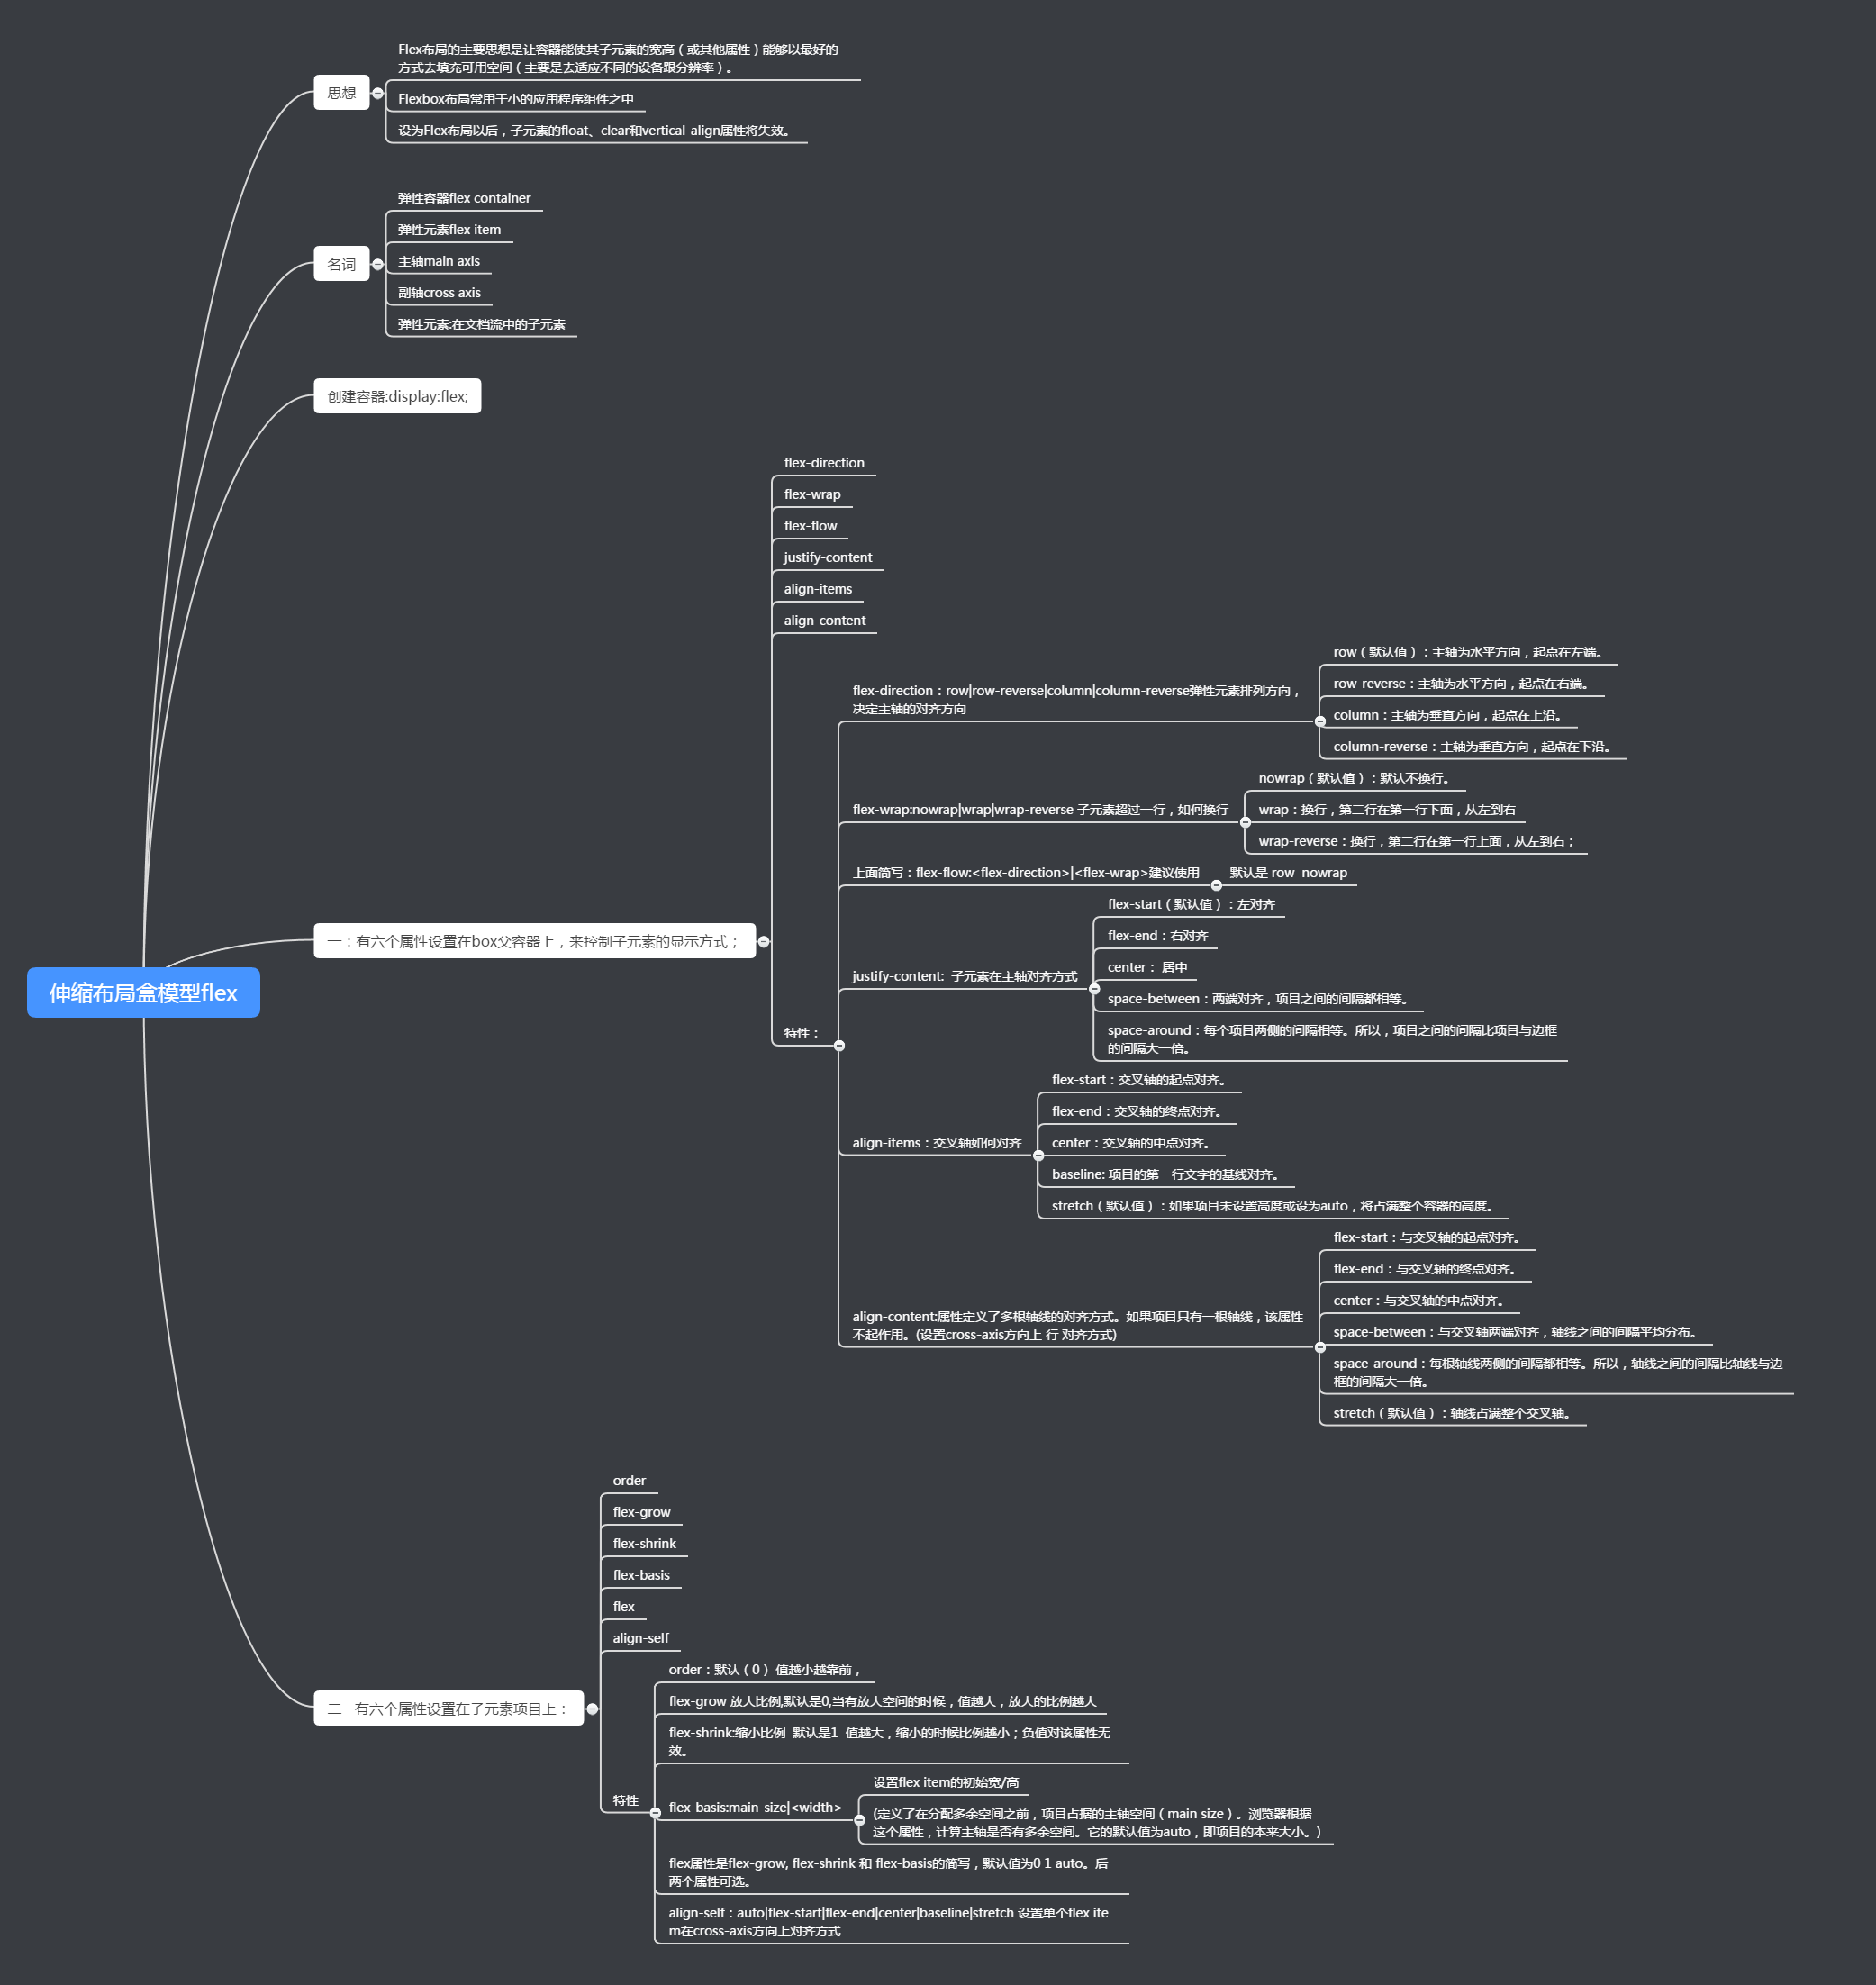 Flex布局的主要思想是让容器能使其子元素的宽高（或其他属性）能够以最好的
方式去填充可用空间（主要是去适应不同的设备跟分辨率）。
思想
Flexbox布局常用于小的应用程序组件之中
设为Flex布局以后，子元素的float、clear和vertical-align属性将失效。
弹性容器flex container
弹性元素flex item
名词
主轴main axis
副轴cross axis
弹性元素:在文档流中的子元素
创建容器:display:flex;
伸缩布局盒模型flex
一：有六个属性设置在box父容器上，来控制子元素的显示方式；
flex-direction
flex-wrap
flex-flow
justify-content
align-items
align-content
特性：
flex-direction：row|row-reverse|column|column-reverse弹性元素排列方向，
决定主轴的对齐方向
row（默认值）：主轴为水平方向，起点在左端。
row-reverse：主轴为水平方向，起点在右端。
column：主轴为垂直方向，起点在上沿。
column-reverse：主轴为垂直方向，起点在下沿。
flex-wrap:nowrap|wrap|wrap-reverse 子元素超过一行，如何换行
nowrap（默认值）：默认不换行。
wrap：换行，第二行在第一行下面，从左到右
wrap-reverse：换行，第二行在第一行上面，从左到右；
上面简写：flex-flow:<flex-direction>|<flex-wrap>建议使用
默认是 row  nowrap
justify-content:  子元素在主轴对齐方式
flex-start（默认值）：左对齐
flex-end：右对齐
center： 居中
space-between：两端对齐，项目之间的间隔都相等。
space-around：每个项目两侧的间隔相等。所以，项目之间的间隔比项目与边框
的间隔大一倍。
align-items：交叉轴如何对齐
flex-start：交叉轴的起点对齐。
flex-end：交叉轴的终点对齐。
center：交叉轴的中点对齐。
baseline: 项目的第一行文字的基线对齐。
stretch（默认值）：如果项目未设置高度或设为auto，将占满整个容器的高度。
align-content:属性定义了多根轴线的对齐方式。如果项目只有一根轴线，该属性
不起作用。(设置cross-axis方向上 行 对齐方式)
flex-start：与交叉轴的起点对齐。
flex-end：与交叉轴的终点对齐。
center：与交叉轴的中点对齐。
space-between：与交叉轴两端对齐，轴线之间的间隔平均分布。
space-around：每根轴线两侧的间隔都相等。所以，轴线之间的间隔比轴线与边
框的间隔大一倍。
stretch（默认值）：轴线占满整个交叉轴。
二   有六个属性设置在子元素项目上：
order
flex-grow
flex-shrink
flex-basis
flex
align-self
特性
order：默认（0） 值越小越靠前，
flex-grow 放大比例,默认是0,当有放大空间的时候，值越大，放大的比例越大
flex-shrink:缩小比例  默认是1  值越大，缩小的时候比例越小；负值对该属性无
效。
flex-basis:main-size|<width>
设置flex item的初始宽/高
(定义了在分配多余空间之前，项目占据的主轴空间（main size）。浏览器根据
这个属性，计算主轴是否有多余空间。它的默认值为auto，即项目的本来大小。)
flex属性是flex-grow, flex-shrink 和 flex-basis的简写，默认值为0 1 auto。后
两个属性可选。
align-self：auto|flex-start|flex-end|center|baseline|stretch 设置单个flex ite
m在cross-axis方向上对齐方式